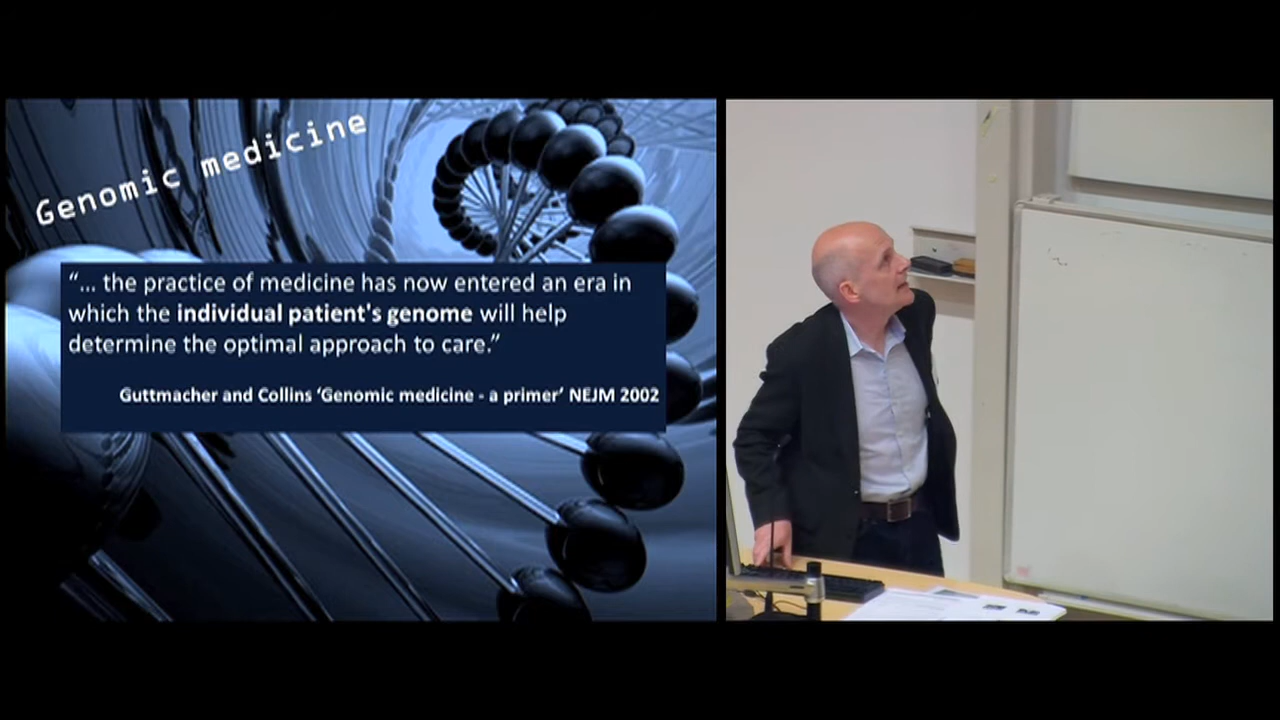 Genomic medicine
“... the practice of medicine has now entered an era in
which the individual patient's genome will help
determine the optimal approach to care.”
Guttmacher and Collins ‘Genomic medicine - a primer’ NEJM 2002